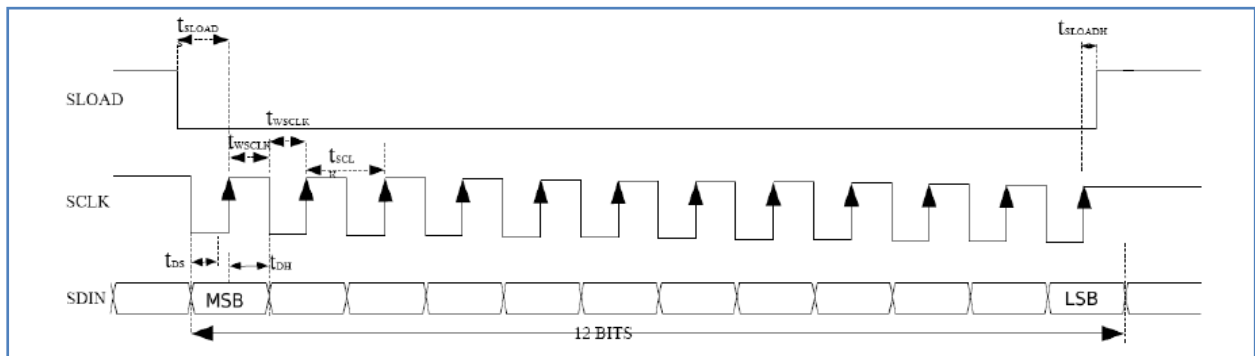 tSLOAD
S
tSLOADH
SLOAD
tWSCLK
tWSCLK
tSCL
K
SCLK
tDS
tDH
SDIN
MSB
LSB
12 BITS